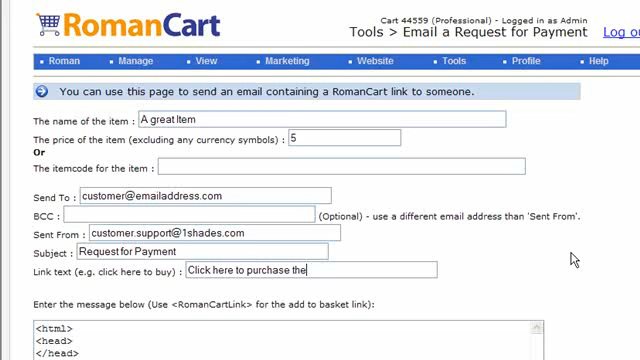 RomanCart
Cart 44559 (Professional) - Logged in as Admin
Tools > Email a Request for Payment
Log ou
Roman Manage View Marketing Website Tools Profile Help
You can use this page to send an email containing a RomanCart link to someone.
The name of the item : A great Item
The price of the item (excluding any currency symbols) : 5
Or
The itemcode for the item :
Send To : customer@emailaddress.com
BCC : (Optional) - use a different email address than 'Sent From'.
Sent From : customer.support@1shades.com
Subject : Request for Payment
Link text (e.g. click here to buy) : Click here to purchase the
Enter the message below (Use <RomanCartLink> for the add to basket link):
<html>
<head>
</head>